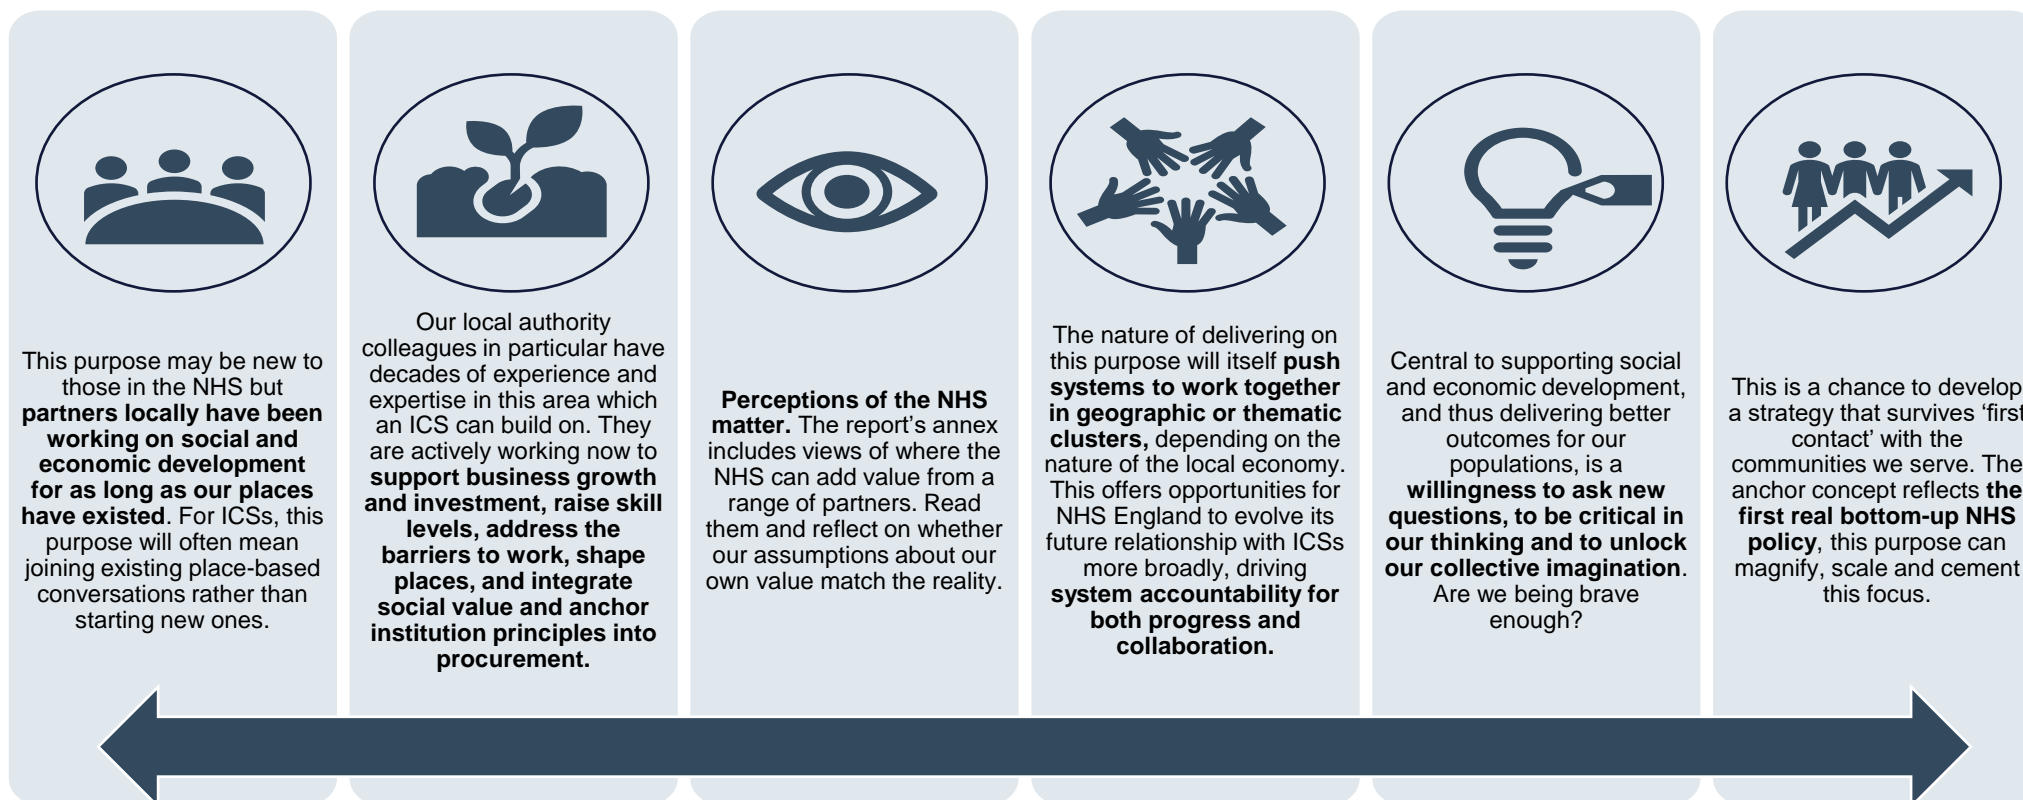 This purpose may be new to
those in the NHS but
partners locally have been
working on social and
economic development
for as long as our places
have existed. For ICSs, this
purpose will often mean
joining existing place-based
conversations rather than
starting new ones.
Our local authority
colleagues in particular have
decades of experience and
expertise in this area which
an ICS can build on. They
are actively working now to
support business growth
and investment, raise skill
levels, address the
barriers to work, shape
places, and integrate
social value and anchor
institution principles into
procurement.
Perceptions of the NHS
matter. The report’s annex
includes views of where the
NHS can add value from a
range of partners. Read
them and reflect on whether
our assumptions about our
own value match the reality.
The nature of delivering on
this purpose will itself push
systems to work together
in geographic or thematic
clusters, depending on the
nature of the local economy.
This offers opportunities for
NHS England to evolve its
future relationship with ICSs
more broadly, driving
system accountability for
both progress and
collaboration.
Central to supporting social
and economic development,
and thus delivering better
outcomes for our
populations, is a
willingness to ask new
questions, to be critical in
our thinking and to unlock
our collective imagination.
Are we being brave
enough?
This is a chance to develop
a strategy that survives ‘first
contact’ with the
communities we serve. The
anchor concept reflects the
first real bottom-up NHS
policy, this purpose can
magnify, scale and cement
this focus.